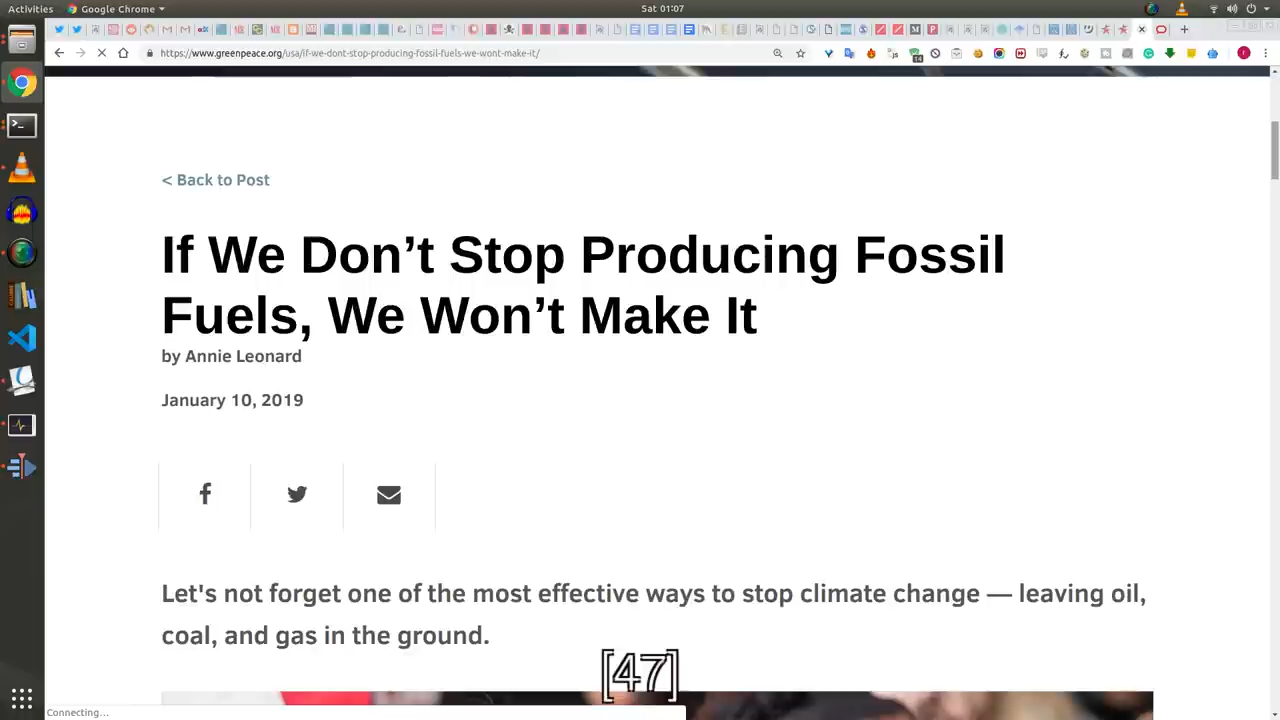 Activities
Google Chrome
Sat 01:07
https://www.greenpeace.org/usa/if-we-dont-stop-producing-fossil-fuels-we-wont-make-it/
< Back to Post
If We Don’t Stop Producing Fossil
Fuels, We Won’t Make It
by Annie Leonard
January 10, 2019
Let's not forget one of the most effective ways to stop climate change — leaving oil,
coal, and gas in the ground.
[47]
Connecting...